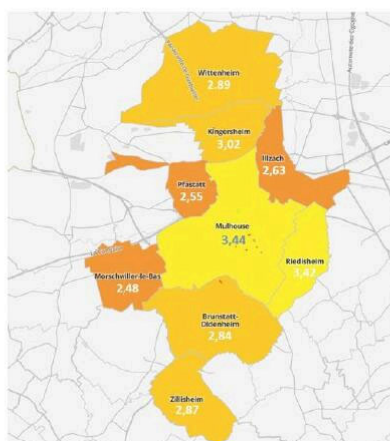 Wittenheim
2.89
Kingersheim
3,02
Illzach
2,63
Pfastatt
2,55
Mulhouse
3,44
Riedisheim
3,42
Morschwiller-le-Bas
2,48
Brunstatt-
Didenheim
2,84
Zillisheim
2,87